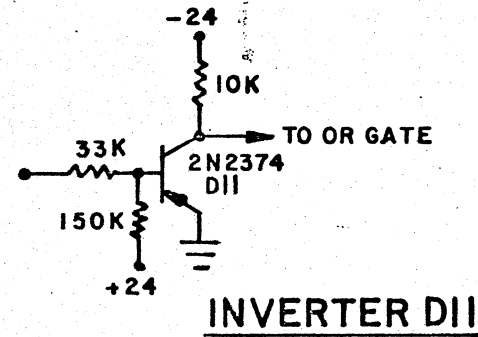 -24
10K
TO OR GATE
33K
2N2374
D11
150K
+24
INVERTER D11